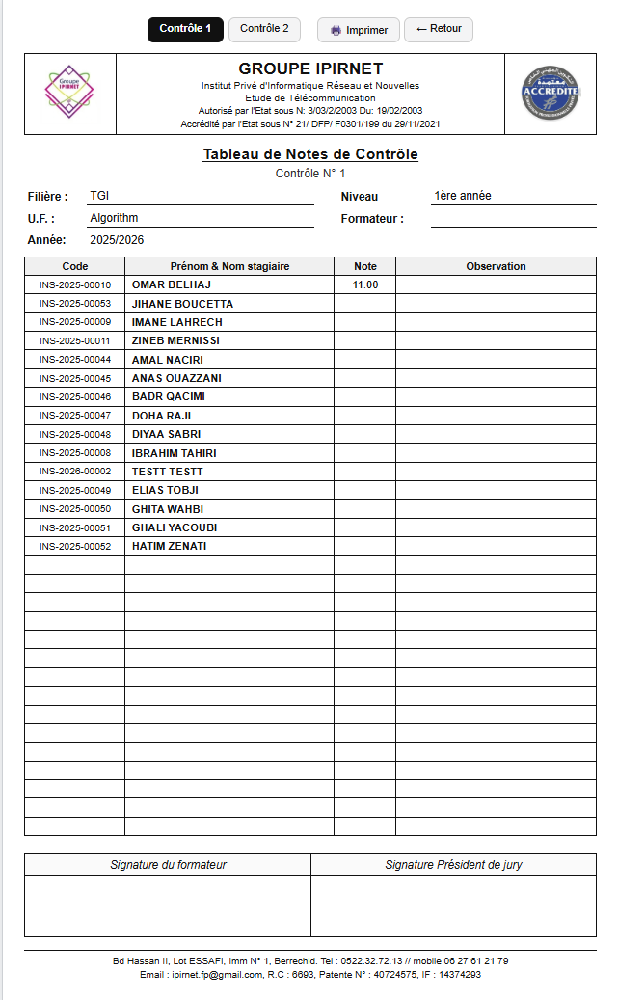 Contrôle 1 Contrôle 2 Imprimer ← Retour
Groupe
IPIRNET
GROUPE IPIRNET
Institut Privé d'Informatique Réseau et Nouvelles
Etude de Télécommunication
Autorisé par l'Etat sous N: 3/03/2/2003 Du: 19/02/2003
Accrédité par l'Etat sous N° 21/ DFP/ F0301/199 du 29/11/2021
معتمدة
ACCREDITE
Tableau de Notes de Contrôle
Contrôle N° 1
Filière : TGI Niveau 1ère année
U.F. : Algorithm Formateur :
Année: 2025/2026
Code Prénom & Nom stagiaire Note Observation
INS-2025-00010 OMAR BELHAJ 11.00
INS-2025-00053 JIHANE BOUCETTA
INS-2025-00009 IMANE LAHRECH
INS-2025-00011 ZINEB MERNISSI
INS-2025-00044 AMAL NACIRI
INS-2025-00045 ANAS OUAZZANI
INS-2025-00046 BADR QACIMI
INS-2025-00047 DOHA RAJI
INS-2025-00048 DIYAA SABRI
INS-2025-00008 IBRAHIM TAHIRI
INS-2026-00002 TESTT TESTT
INS-2025-00049 ELIAS TOBJI
INS-2025-00050 GHITA WAHBI
INS-2025-00051 GHALI YACOUBI
INS-2025-00052 HATIM ZENATI
Signature du formateur Signature Président de jury
Bd Hassan II, Lot ESSAFI, Imm N° 1, Berrechid. Tel : 0522.32.72.13 // mobile 06 27 61 21 79
Email : ipirnet.fp@gmail.com, R.C : 6693, Patente N° : 40724575, IF : 14374293